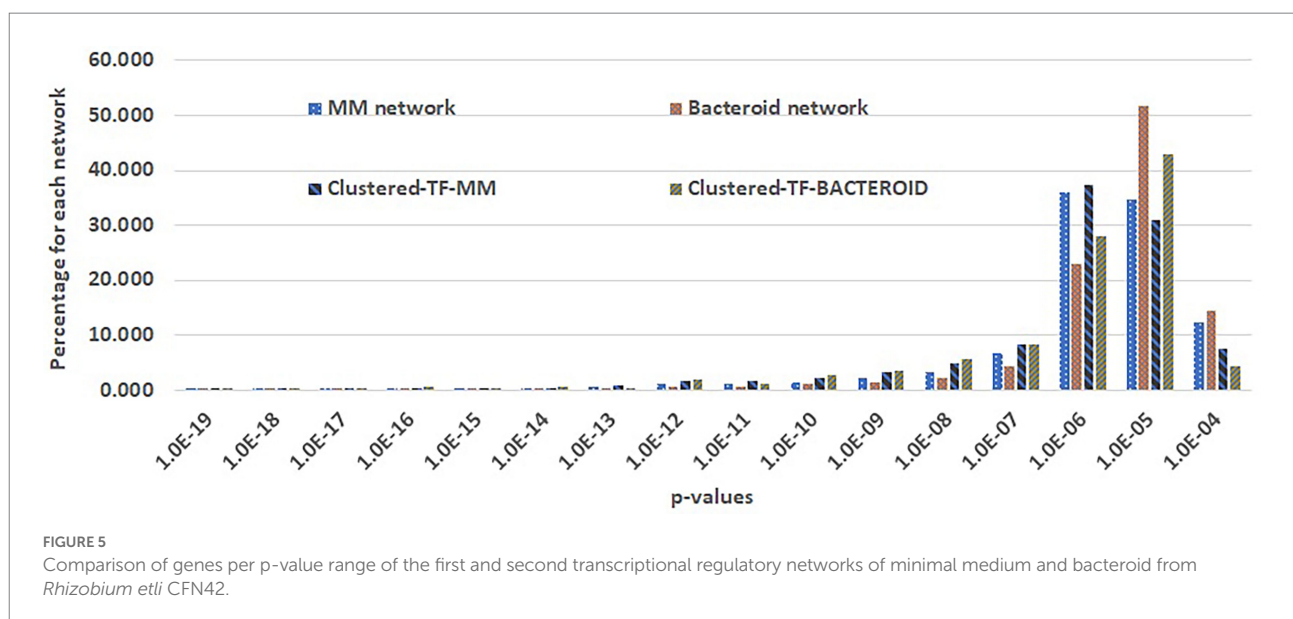 60.000
50.000
40.000
30.000
20.000
10.000
0.000
Percentage for each network
MM network
Bacteroid network
Clustered-TF-MM
Clustered-TF-BACTEROID
1.0E-19
1.0E-18
1.0E-17
1.0E-16
1.0E-15
1.0E-14
1.0E-13
1.0E-12
1.0E-11
1.0E-10
1.0E-09
1.0E-08
1.0E-07
1.0E-06
1.0E-05
1.0E-04
p-values
FIGURE 5
Comparison of genes per p-value range of the first and second transcriptional regulatory networks of minimal medium and bacteroid from
Rhizobium etli CFN42.